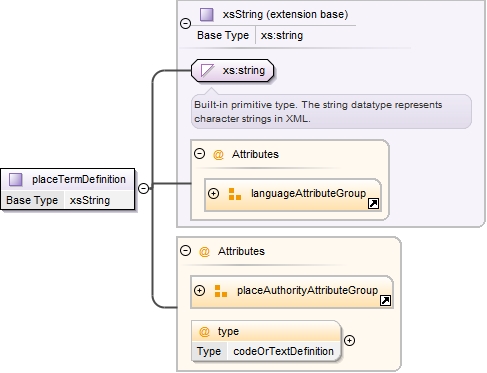 xsString (extension base)
Base Type xs:string
xs:string
Built-in primitive type. The string datatype represents
character strings in XML.
@ Attributes
languageAttributeGroup
placeTermDefinition
Base Type xsString
@ Attributes
placeAuthorityAttributeGroup
@ type
Type codeOrTextDefinition